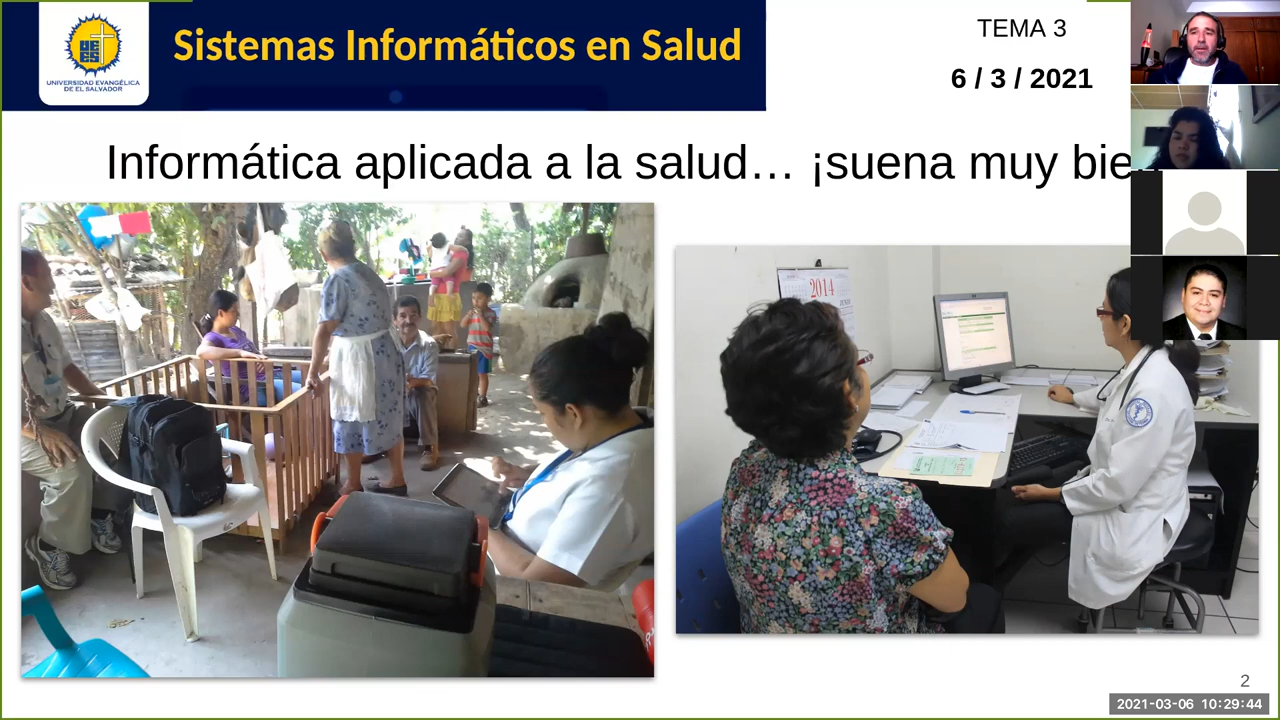 Sistemas Informáticos en Salud
UNIVERSIDAD EVANGÉLICA
DE EL SALVADOR
TEMA 3
6 / 3 / 2021
Informática aplicada a la salud… ¡suena muy bie
2014
2
2021-03-06 10:29:44